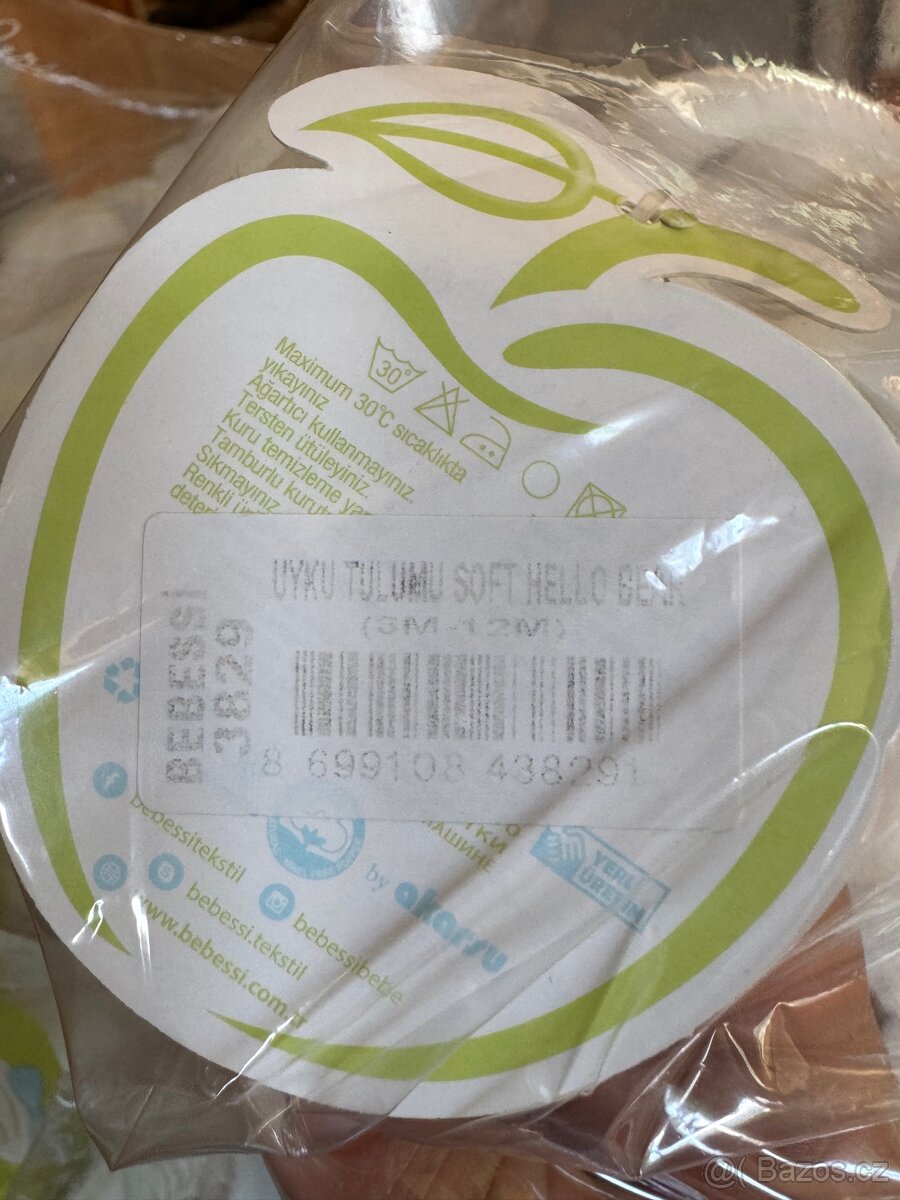 30°
Maximum 30°C sıcaklıkta
yıkayınız
Ağartıcı kullanmayınız
Tersten ütüleyiniz
Kuru temizleme
Tamburlu
Sıkmayınız
Renkli
UYKU TULUMU SOFT HELLO BEAR
(3M-12M)
BEBESSI
3829
8 699108 438291
bebessitekstil
bebessi.tekstil
bebessibebe
www.bebessi.com.tr
by akarsu
YERLİ
ÜRETİM
@( Bazos.cz